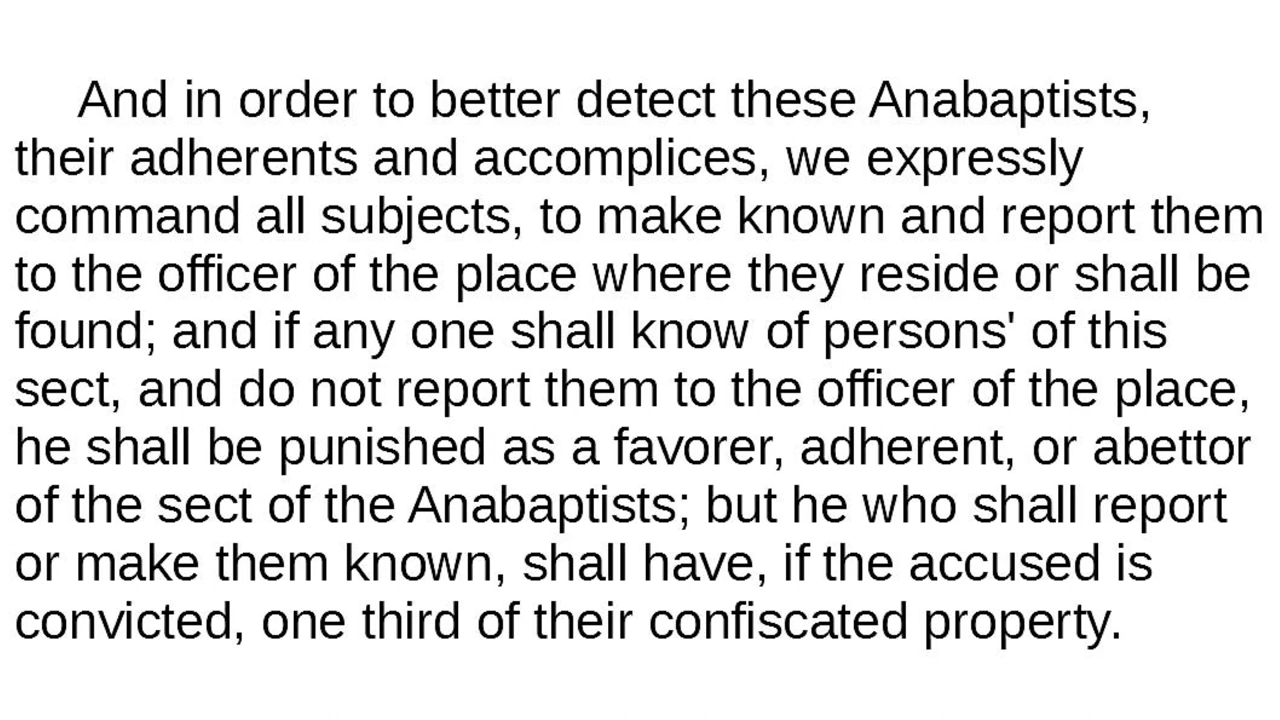 And in order to better detect these Anabaptists,
their adherents and accomplices, we expressly
command all subjects, to make known and report them
to the officer of the place where they reside or shall be
found; and if any one shall know of persons' of this
sect, and do not report them to the officer of the place,
he shall be punished as a favorer, adherent, or abettor
of the sect of the Anabaptists; but he who shall report
or make them known, shall have, if the accused is
convicted, one third of their confiscated property.